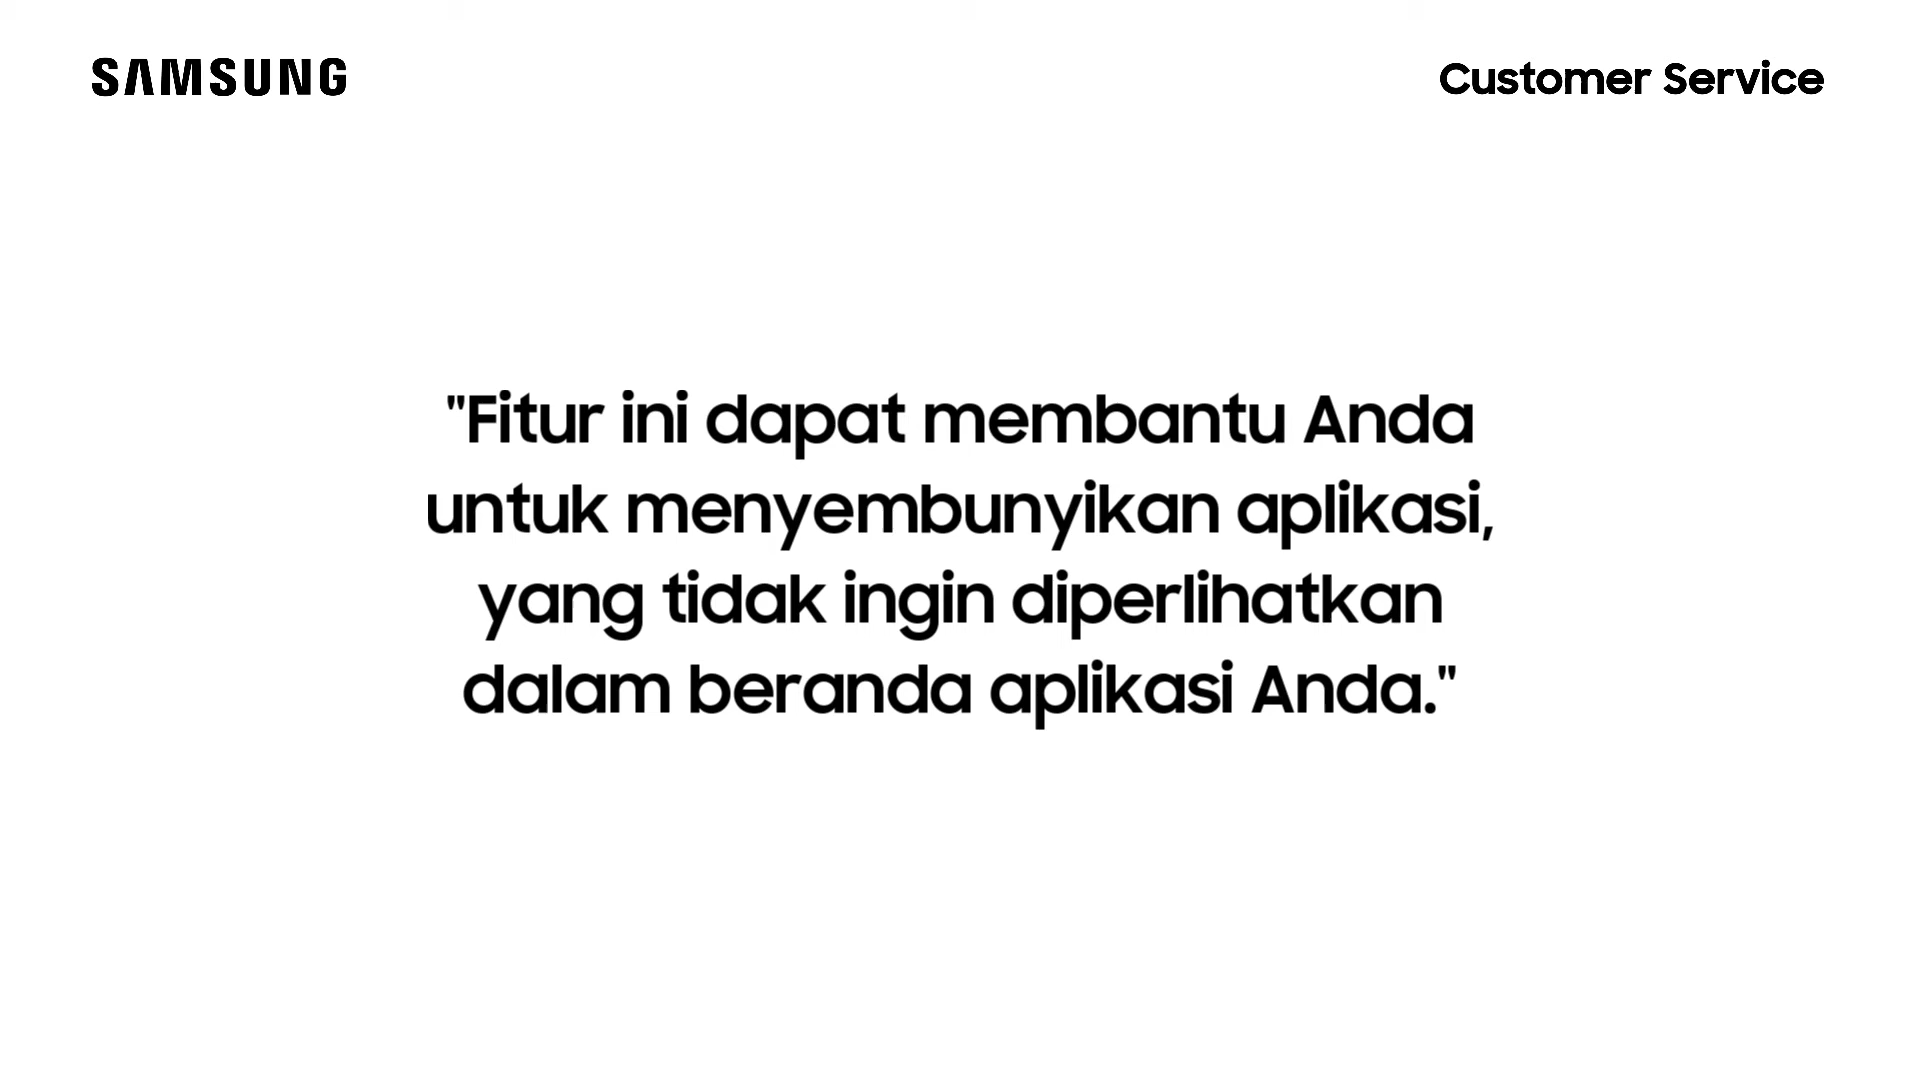 SAMSUNG
Customer Service
"Fitur ini dapat membantu Anda
untuk menyembunyikan aplikasi,
yang tidak ingin diperlihatkan
dalam beranda aplikasi Anda."